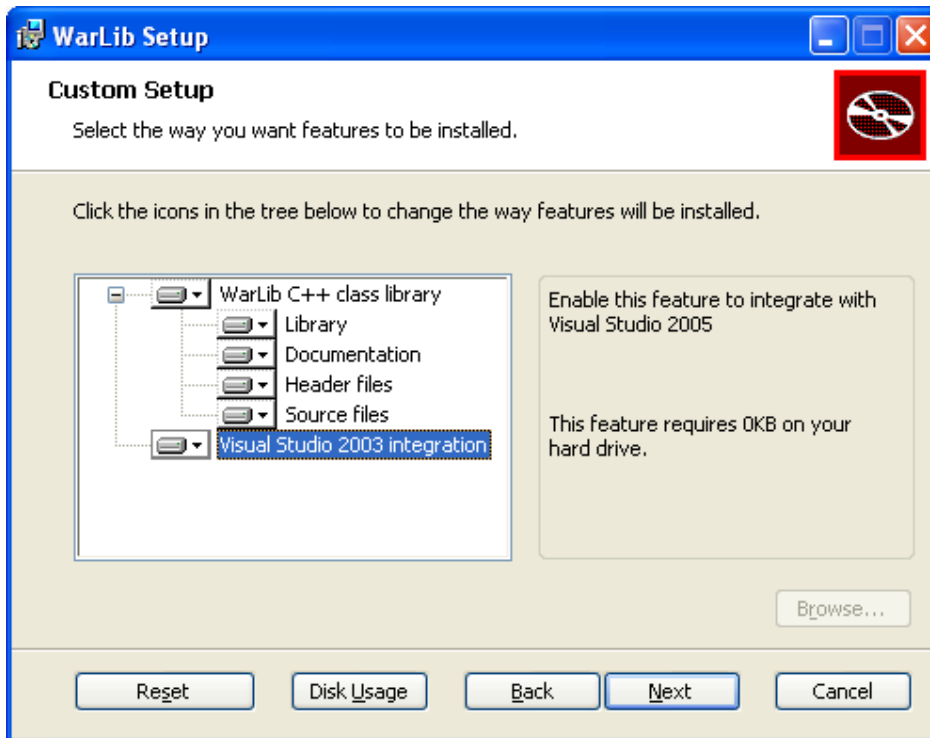 WarLib Setup
Custom Setup
Select the way you want features to be installed.
Click the icons in the tree below to change the way features will be installed.
WarLib C++ class library
Library
Documentation
Header files
Source files
Visual Studio 2003 integration
Enable this feature to integrate with
Visual Studio 2005
This feature requires 0KB on your
hard drive.
Browse...
Reset
Disk Usage
Back
Next
Cancel